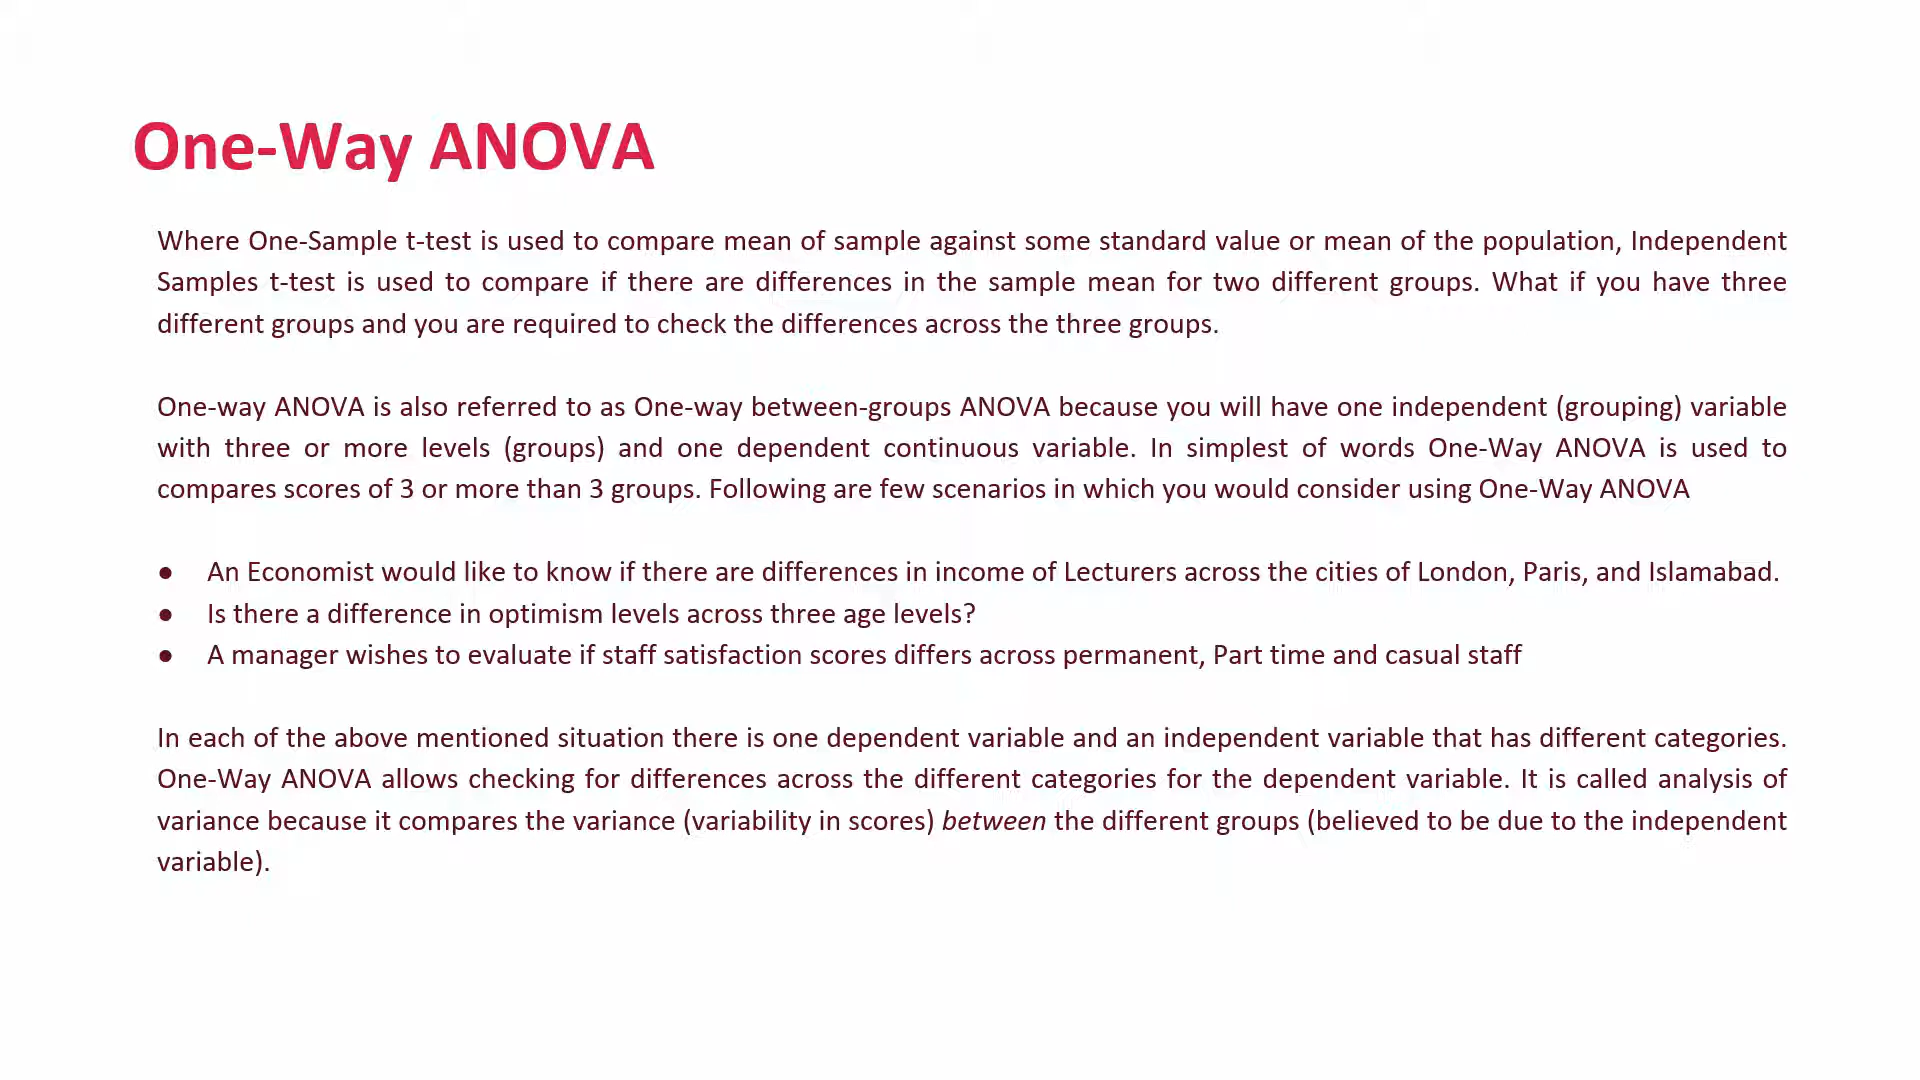 One-Way ANOVA
Where One-Sample t-test is used to compare mean of sample against some standard value or mean of the population, Independent
Samples t-test is used to compare if there are differences in the sample mean for two different groups. What if you have three
different groups and you are required to check the differences across the three groups.
One-way ANOVA is also referred to as One-way between-groups ANOVA because you will have one independent (grouping) variable
with three or more levels (groups) and one dependent continuous variable. In simplest of words One-Way ANOVA is used to
compares scores of 3 or more than 3 groups. Following are few scenarios in which you would consider using One-Way ANOVA
● An Economist would like to know if there are differences in income of Lecturers across the cities of London, Paris, and Islamabad.
● Is there a difference in optimism levels across three age levels?
● A manager wishes to evaluate if staff satisfaction scores differs across permanent, Part time and casual staff
In each of the above mentioned situation there is one dependent variable and an independent variable that has different categories.
One-Way ANOVA allows checking for differences across the different categories for the dependent variable. It is called analysis of
variance because it compares the variance (variability in scores) between the different groups (believed to be due to the independent
variable).